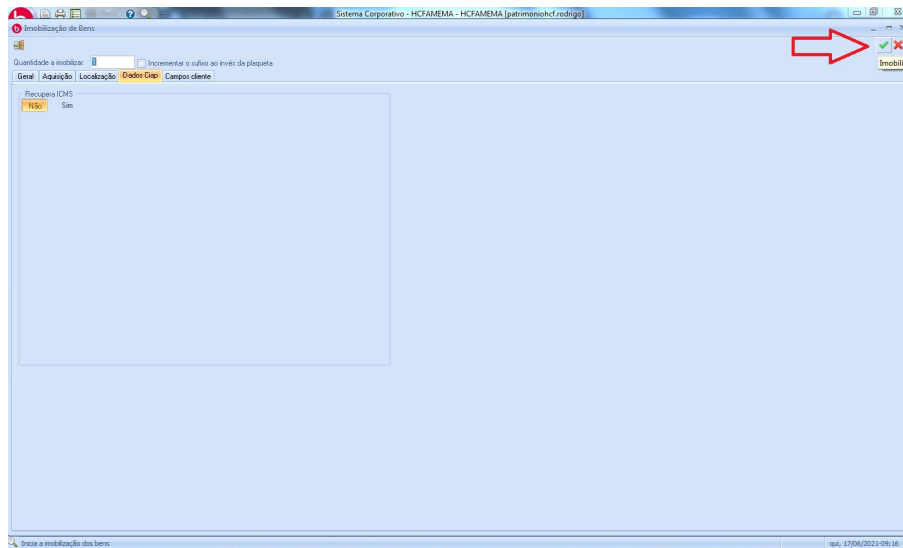 Sistema Corporativo - HCFAMEMA - HCFAMEMA [patrimoniohcf.rodrigo]
Imobilização de Bens
Quantidade a imobilizar: 1 Incrementar o sufixo ao invés da plaqueta
Imobili
Geral Aquisição Localização Dados Ciap Campos cliente
Recupera ICMS
Não Sim
Inicia a imobilização dos bens qui, 17/06/2021-09:16